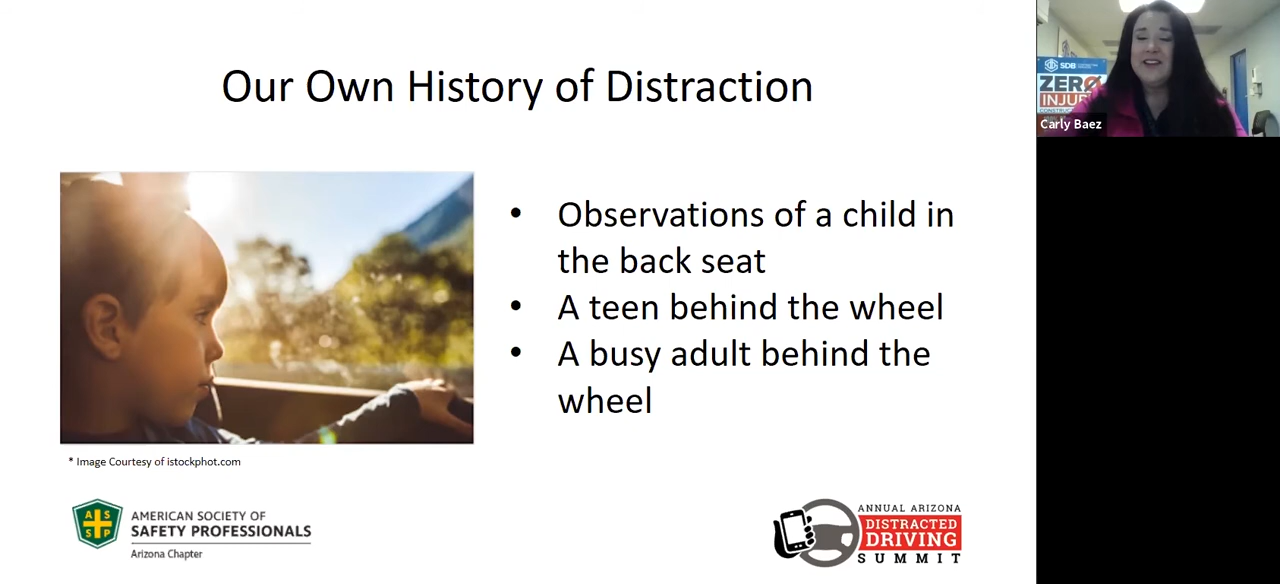 Our Own History of Distraction
• Observations of a child in
the back seat
• A teen behind the wheel
• A busy adult behind the
wheel
* Image Courtesy of istockphot.com
A S
S P
AMERICAN SOCIETY OF
SAFETY PROFESSIONALS
Arizona Chapter
ANNUAL ARIZONA
DISTRACTED
DRIVING
SUMMIT
SDB
ZERO
Carly Baez